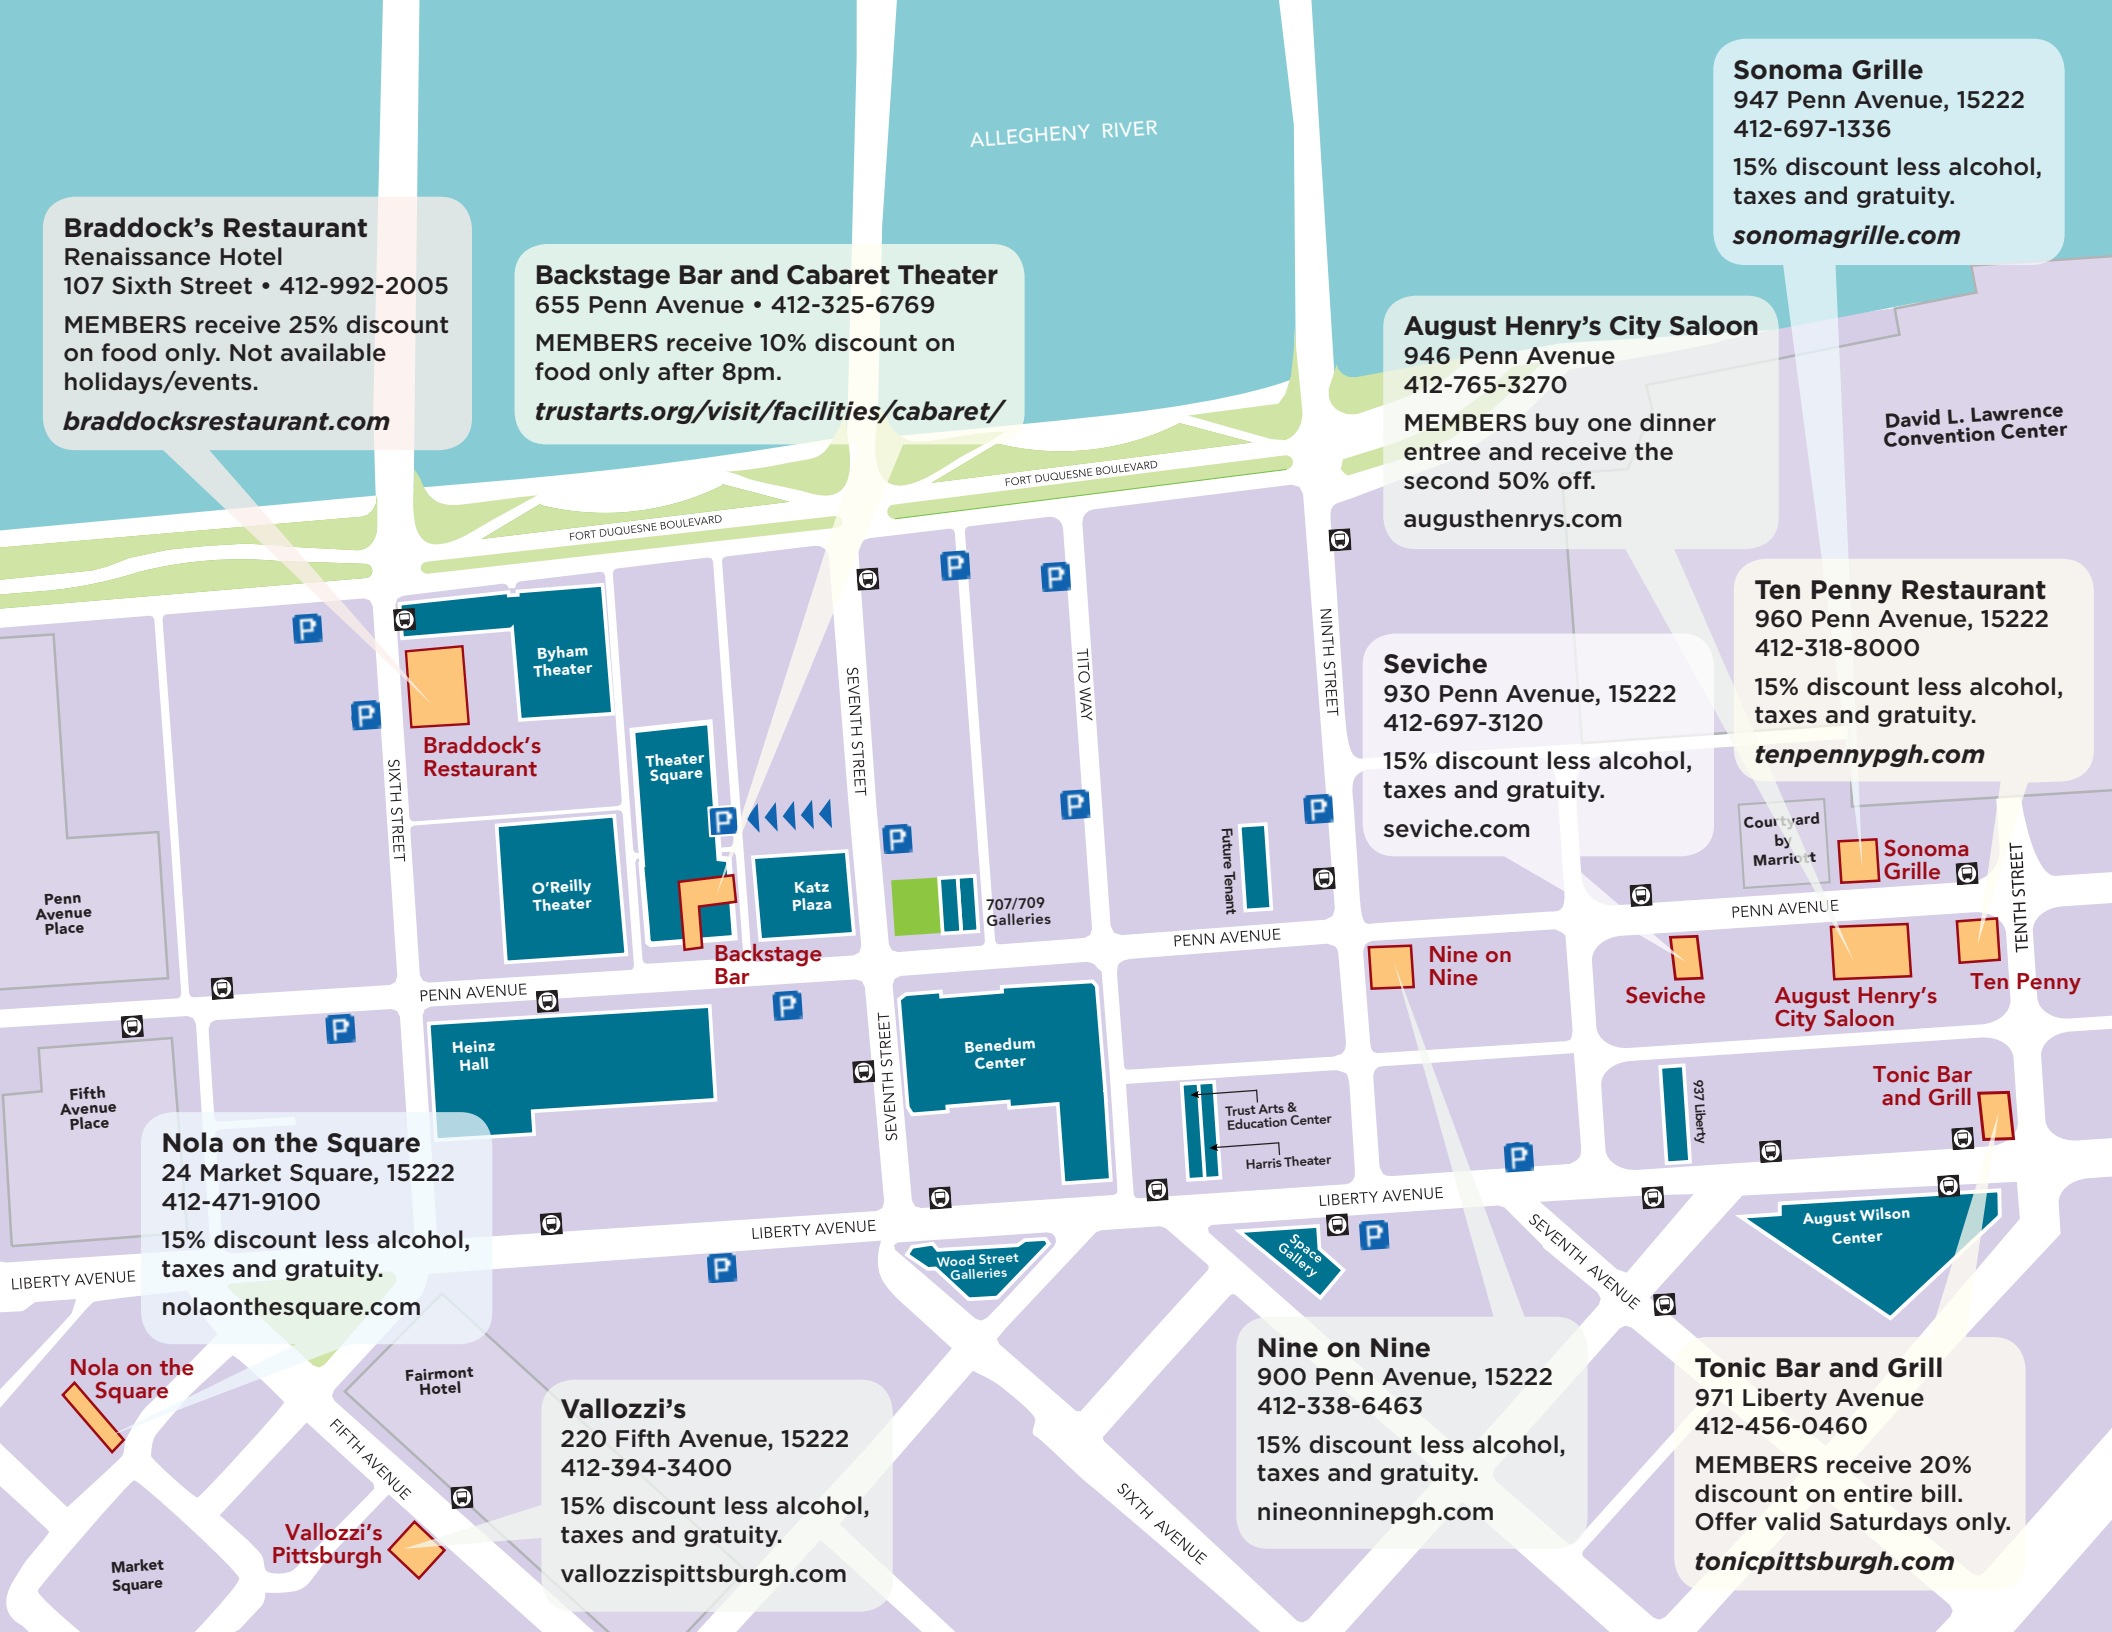 ALLEGHENY RIVER
Sonoma Grille
947 Penn Avenue, 15222
412-697-1336
15% discount less alcohol,
taxes and gratuity.
sonomagrille.com
Braddock's Restaurant
Renaissance Hotel
107 Sixth Street • 412-992-2005
MEMBERS receive 25% discount
on food only. Not available
holidays/events.
braddocksrestaurant.com
Backstage Bar and Cabaret Theater
655 Penn Avenue • 412-325-6769
MEMBERS receive 10% discount on
food only after 8pm.
trustarts.org/visit/facilities/cabaret/
August Henry's City Saloon
946 Penn Avenue
412-765-3270
MEMBERS buy one dinner
entree and receive the
second 50% off.
augusthenrys.com
David L. Lawrence
Convention Center
FORT DUQUESNE BOULEVARD
FORT DUQUESNE BOULEVARD
P
P
P
P
P
P
P
P
P
P
P
P
P
P
Ten Penny Restaurant
960 Penn Avenue, 15222
412-318-8000
15% discount less alcohol,
taxes and gratuity.
tenpennypgh.com
Seviche
930 Penn Avenue, 15222
412-697-3120
15% discount less alcohol,
taxes and gratuity.
seviche.com
Byham
Theater
Braddock's
Restaurant
Theater
Square
SIXTH STREET
SEVENTH STREET
TITO WAY
NINTH STREET
Future Tenant
Courtyard
by
Marriott
Sonoma
Grille
TENTH STREET
O'Reilly
Theater
Katz
Plaza
707/709
Galleries
Penn
Avenue
Place
PENN AVENUE
PENN AVENUE
PENN AVENUE
Backstage
Bar
Nine on
Nine
Seviche
August Henry's
City Saloon
Ten Penny
Heinz
Hall
SEVENTH STREET
Benedum
Center
Fifth
Avenue
Place
Trust Arts &
Education Center
Harris Theater
937 Liberty
Tonic Bar
and Grill
Nola on the Square
24 Market Square, 15222
412-471-9100
15% discount less alcohol,
taxes and gratuity.
nolaonthesquare.com
LIBERTY AVENUE
LIBERTY AVENUE
LIBERTY AVENUE
Wood Street
Galleries
Space
Gallery
SEVENTH AVENUE
August Wilson
Center
Nola on the
Square
Fairmont
Hotel
FIFTH AVENUE
Vallozzi's
220 Fifth Avenue, 15222
412-394-3400
15% discount less alcohol,
taxes and gratuity.
vallozzispittsburgh.com
Nine on Nine
900 Penn Avenue, 15222
412-338-6463
15% discount less alcohol,
taxes and gratuity.
nineonninepgh.com
Tonic Bar and Grill
971 Liberty Avenue
412-456-0460
MEMBERS receive 20%
discount on entire bill.
Offer valid Saturdays only.
tonicpittsburgh.com
Vallozzi's
Pittsburgh
Market
Square
SIXTH AVENUE